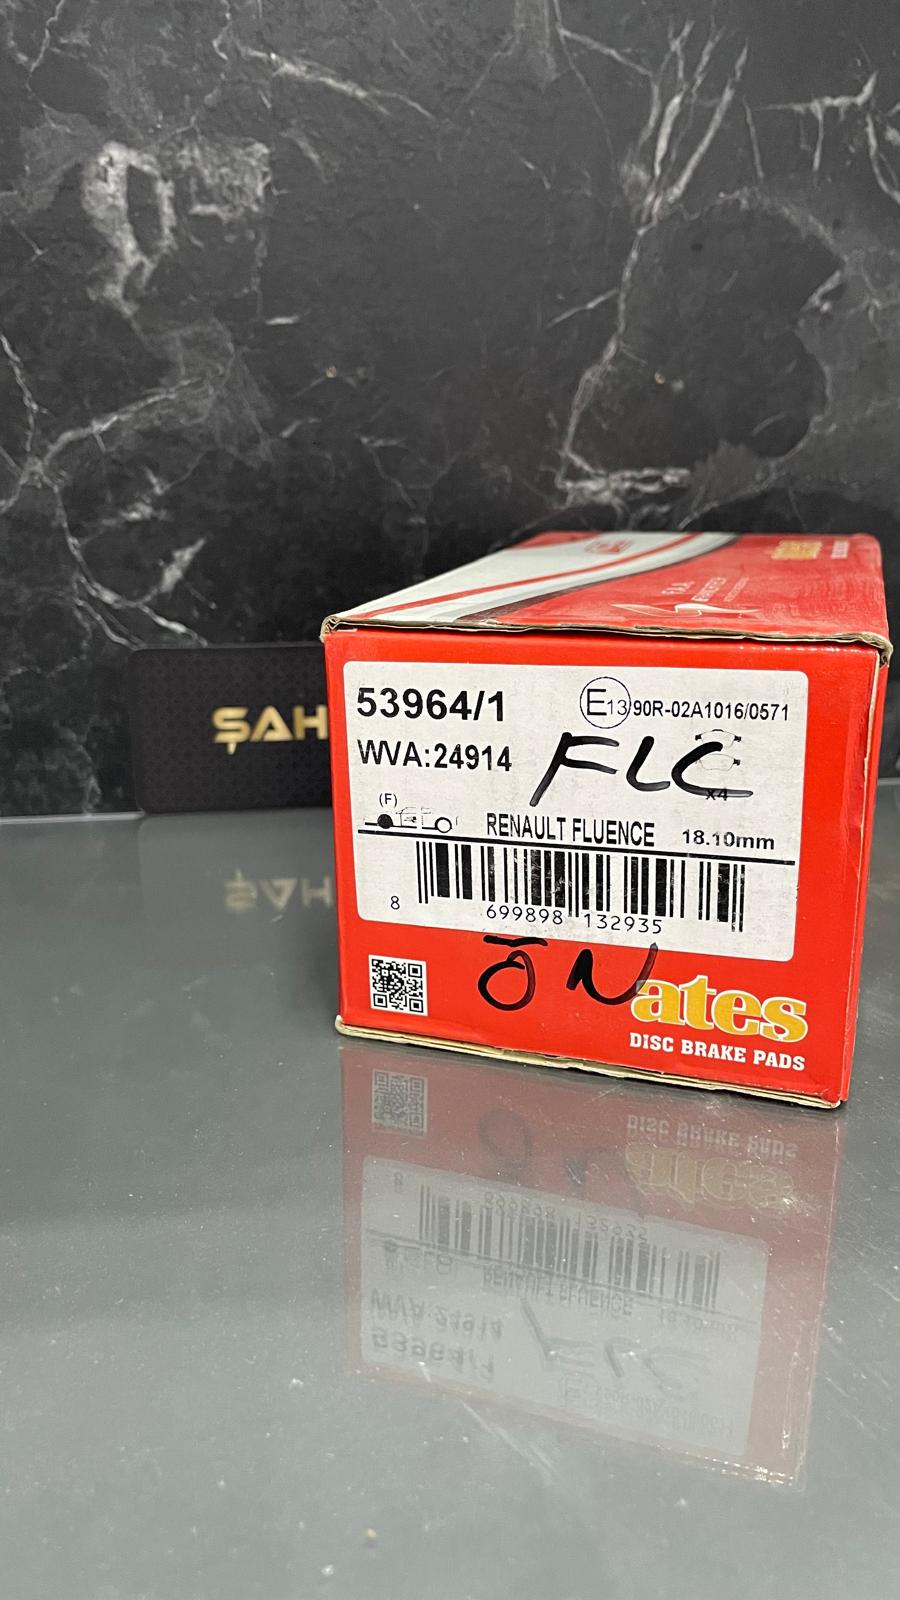 ŞAH
53964/1
E13 90R-02A1016/0571
WVA:24914
FLC
x4
(F)
RENAULT FLUENCE 18.10mm
8 699898 132935
ÖN
ateş
DISC BRAKE PADS